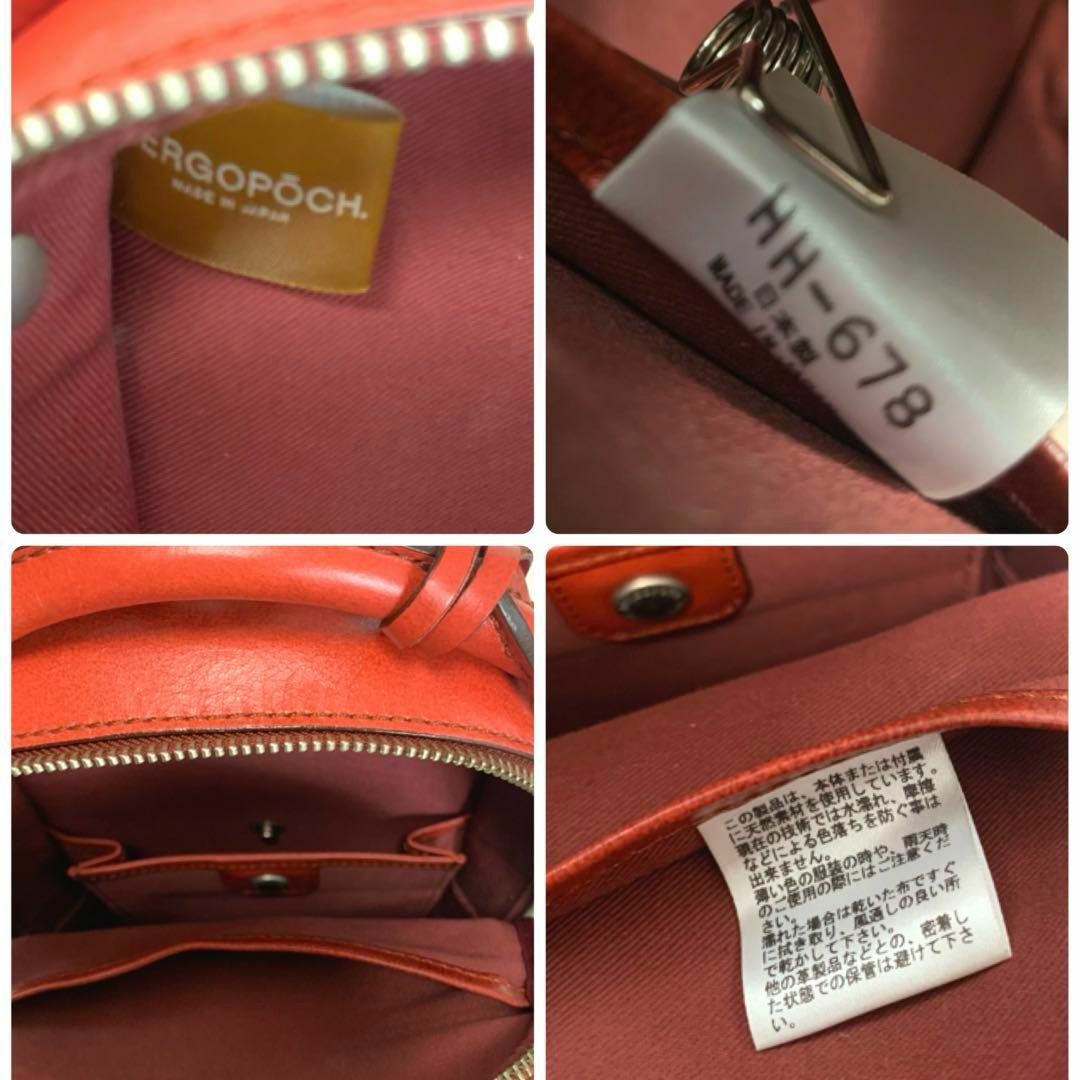 ERGOPŌCH.
MADE IN JAPAN
HH-678
日本製
MADE IN
この製品は、本体または付属
に天然素材を使用しています。
現在の技術では水濡れ、摩擦
などによる色落ちを防ぐ事は
出来ません。
薄い色の服装の時や、雨天時
のご使用の際にはご注意くだ
さい。
濡れた場合は乾いた布ですぐ
に拭き取り、風通しの良い所
で乾かして下さい。
他の革製品などとの、密着し
た状態での保管は避けて下さ
い。